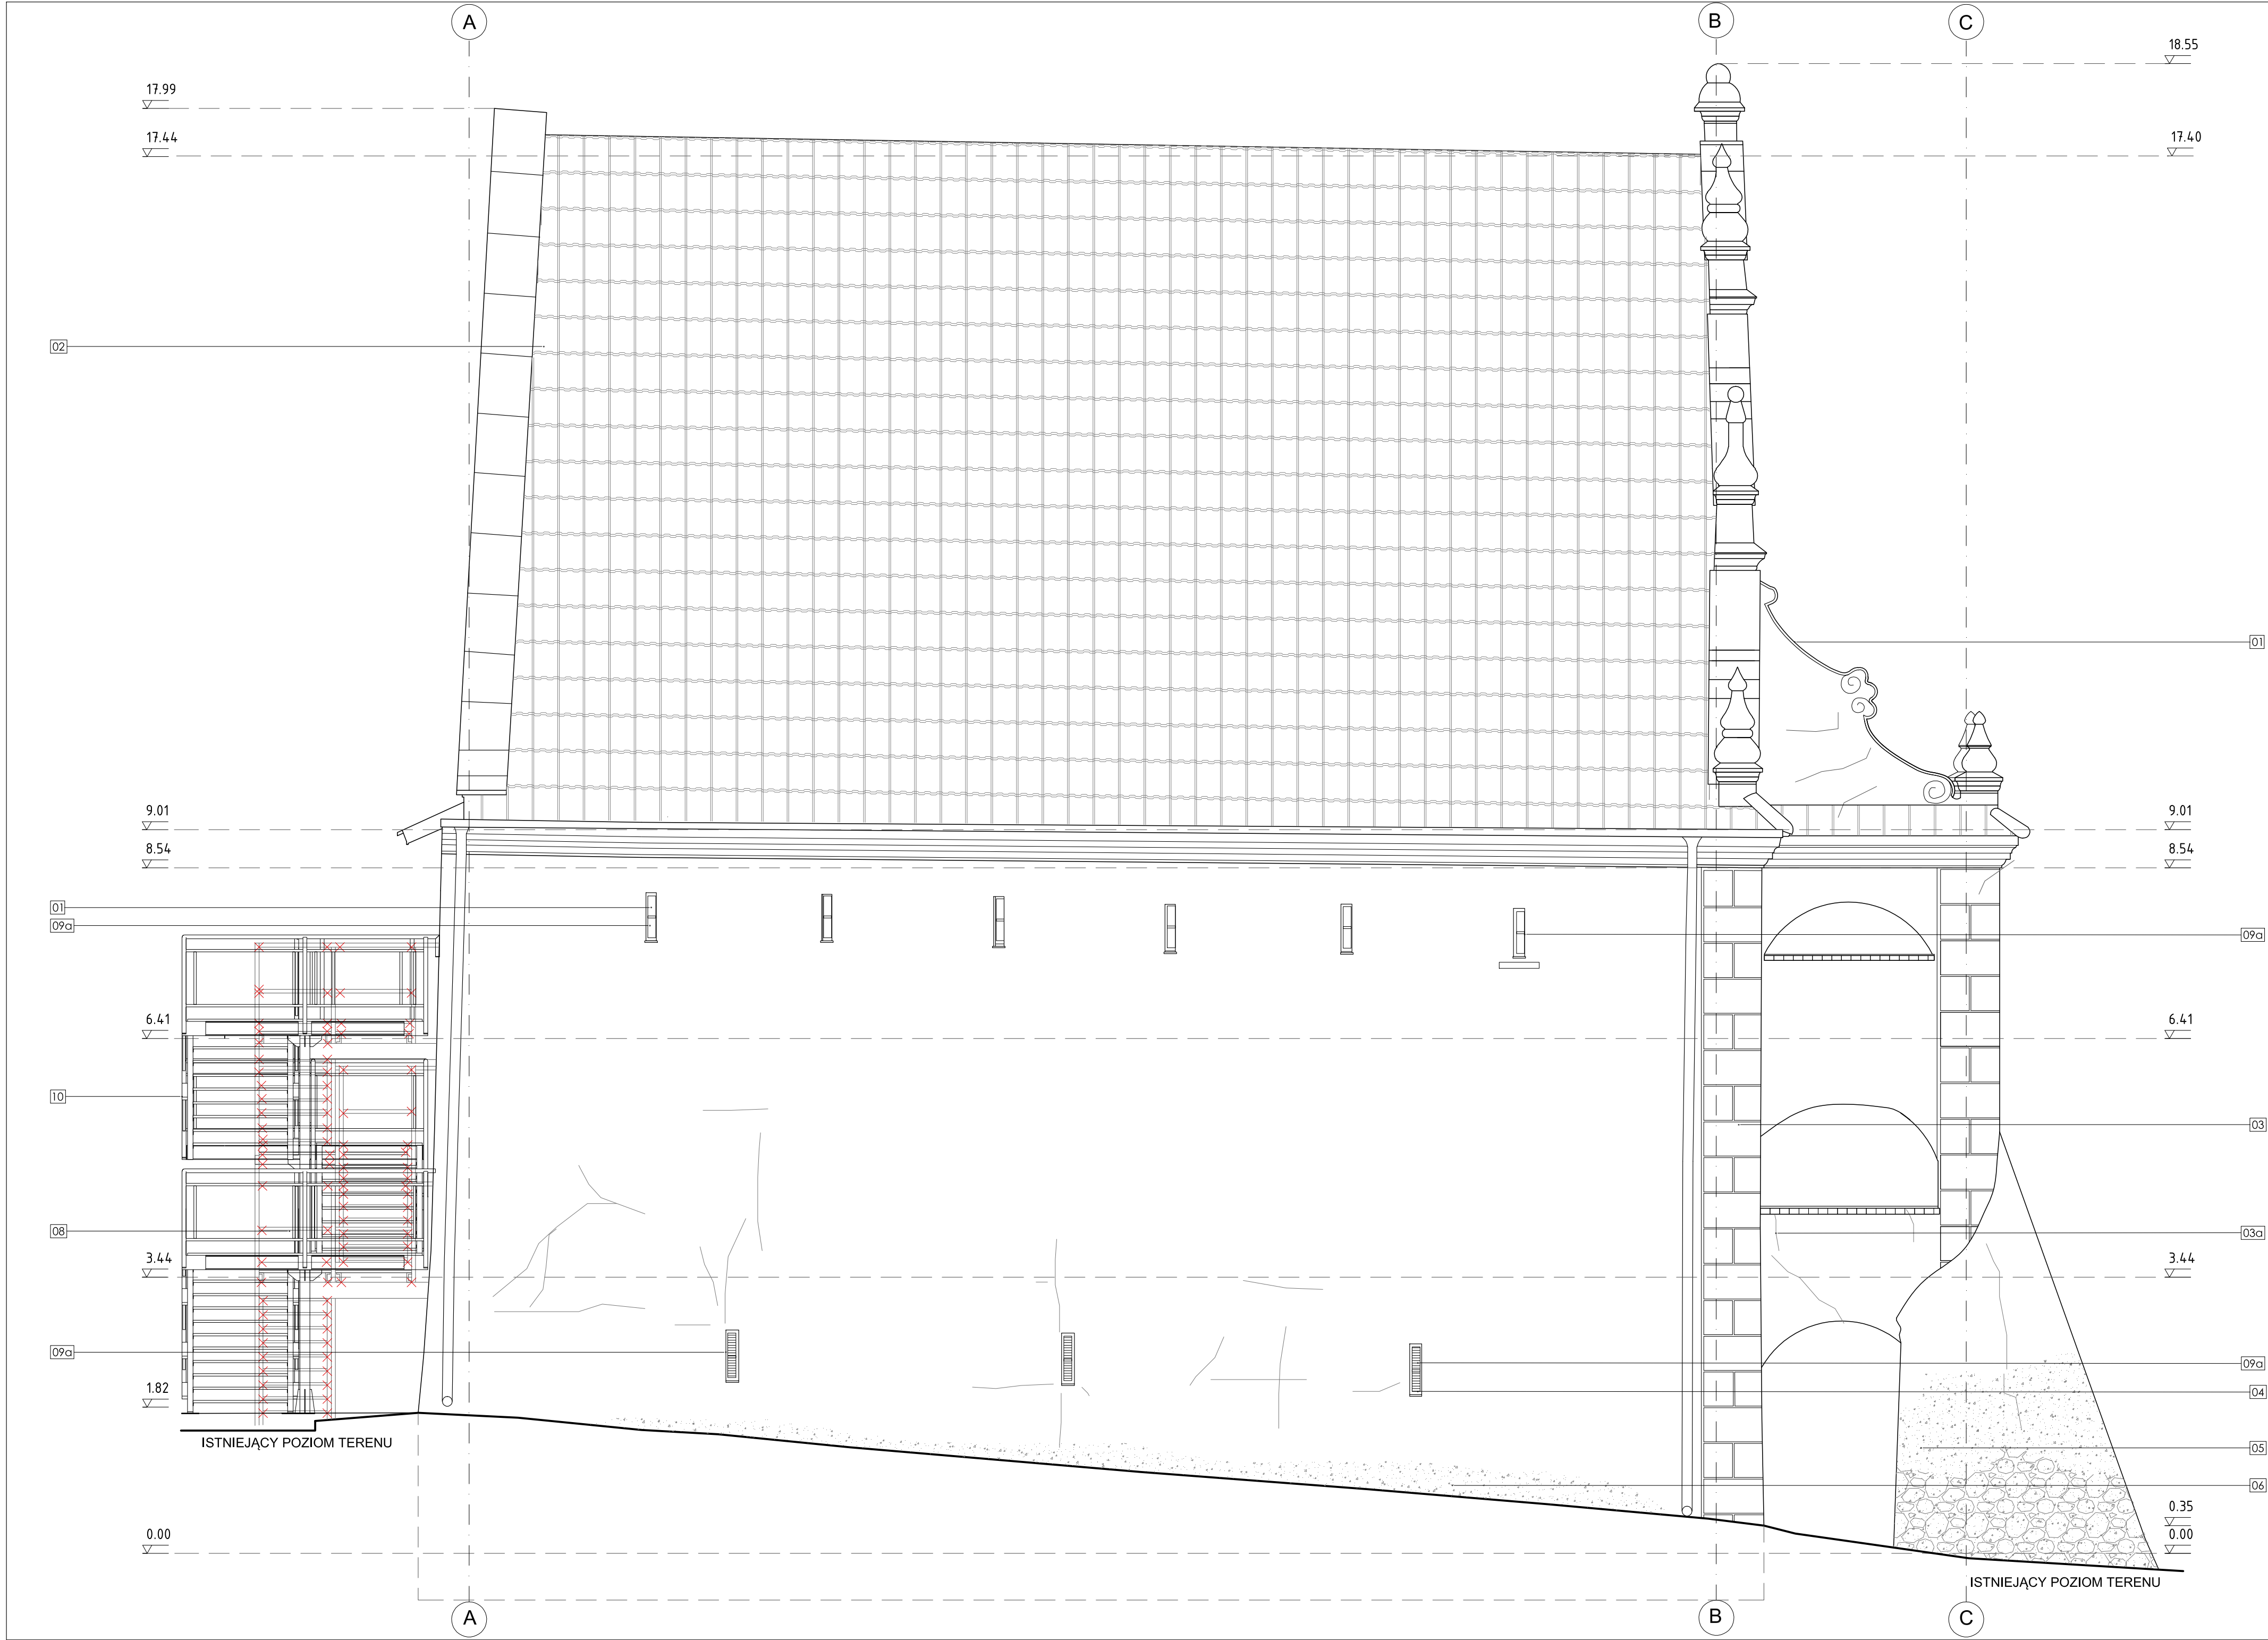 A
B
C
18.55
17.99
17.44
17.40
02
01
9.01
9.01
8.54
8.54
01
09a
09a
6.41
6.41
10
03
08
03a
3.44
3.44
09a
09a
1.82
04
ISTNIEJĄCY POZIOM TERENU
05
06
0.35
0.00
0.00
ISTNIEJĄCY POZIOM TERENU
A
B
C